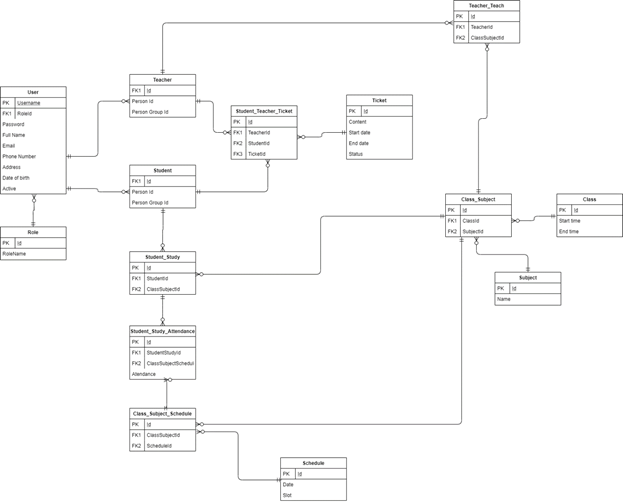 Teacher_Teach
PK Id
FK1 TeacherId
FK2 ClassSubjectId
User
PK Username
FK1 RoleId
Password
Full Name
Email
Phone Number
Address
Date of birth
Active
Teacher
FK1 Id
Person Id
Person Group Id
Student_Teacher_Ticket
PK Id
FK1 TeacherId
FK2 StudentId
FK3 TicketId
Ticket
PK Id
Content
Start date
End date
Status
Student
FK1 Id
Person Id
Person Group Id
Role
PK Id
RoleName
Class_Subject
PK Id
FK1 ClassId
FK2 SubjectId
Class
PK Id
Start time
End time
Student_Study
PK Id
FK1 StudentId
FK2 ClassSubjectId
Subject
PK Id
Name
Student_Study_Attendance
PK Id
FK1 StudentStudyId
FK2 ClassSubjectSchedul
Attendance
Class_Subject_Schedule
PK Id
FK1 ClassSubjectId
FK2 ScheduleId
Schedule
PK Id
Date
Slot